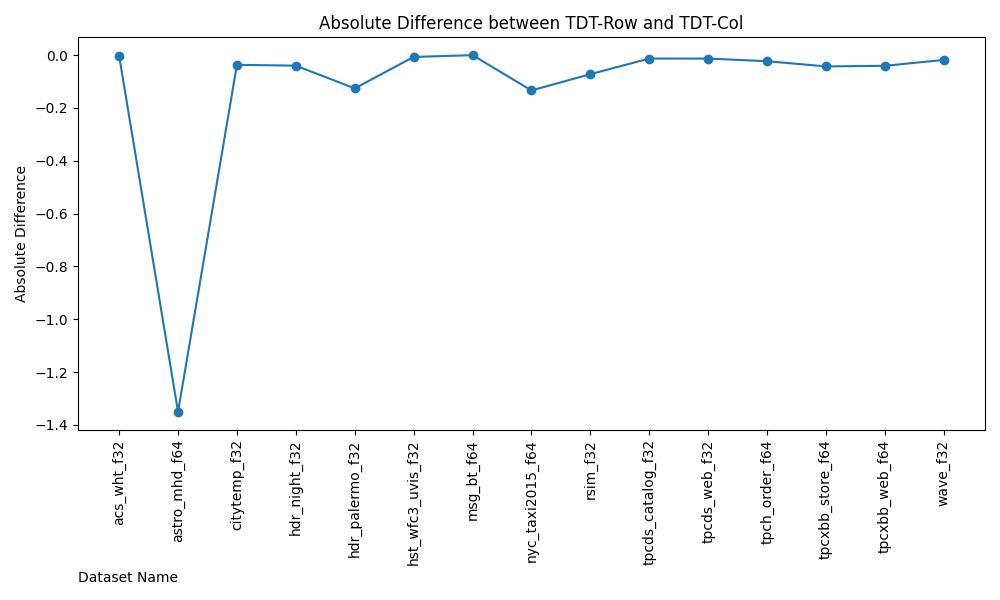 Absolute Difference between TDT-Row and TDT-Col
Absolute Difference
0.0
−0.2
−0.4
−0.6
−0.8
−1.0
−1.2
−1.4
acs_wht_f32
astro_mhd_f64
citytemp_f32
hdr_night_f32
hdr_palermo_f32
hst_wfc3_uvis_f32
msg_bt_f64
nyc_taxi2015_f64
rsim_f32
tpcds_catalog_f32
tpcds_web_f32
tpch_order_f64
tpcxbb_store_f64
tpcxbb_web_f64
wave_f32
Dataset Name